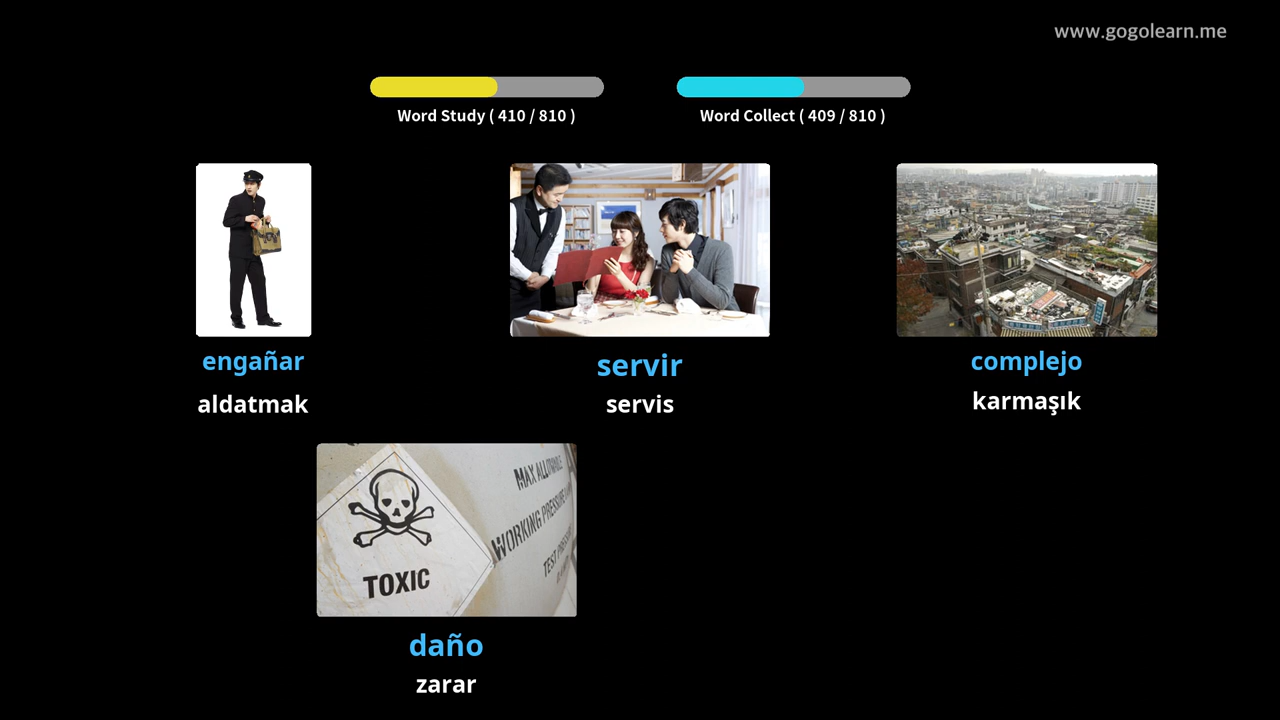 www.gogolearn.me
Word Study ( 410 / 810 )
Word Collect ( 409 / 810 )
engañar
aldatmak
servir
servis
complejo
karmaşık
MAX ALLOWABLE
WORKING PRESSURE
TEST PRESSURE
TOXIC
daño
zarar